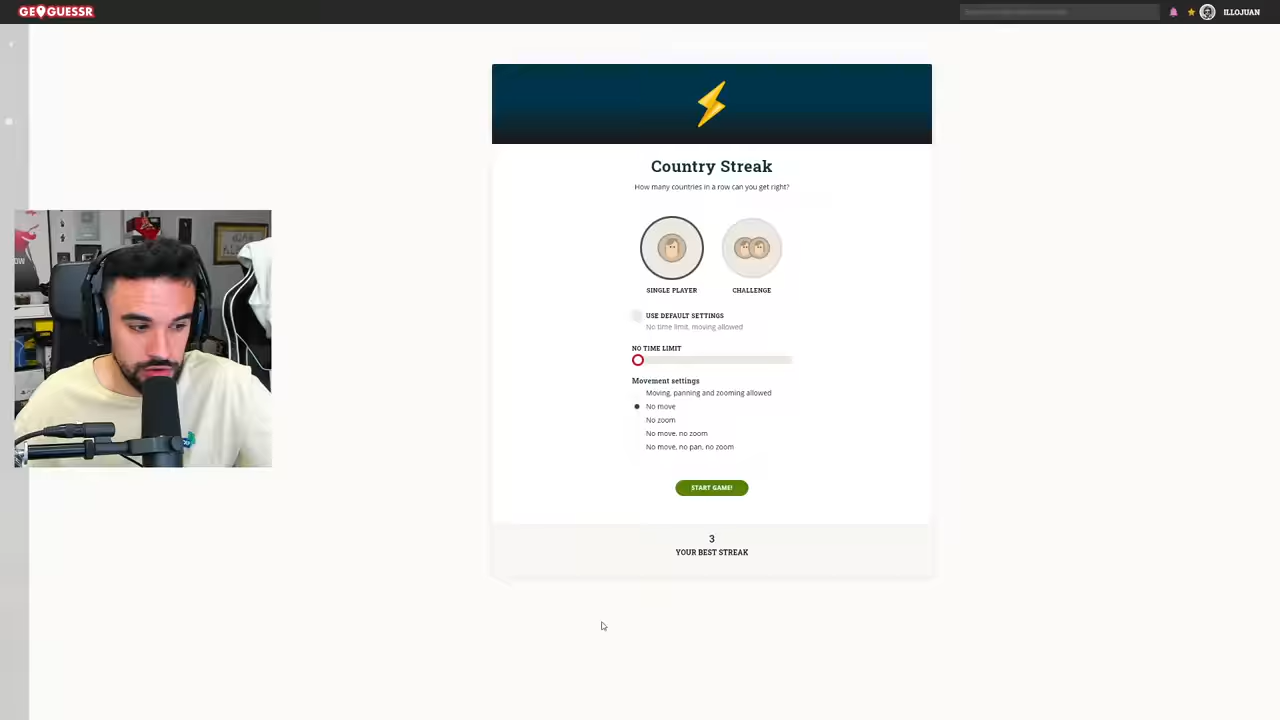 GEOGUESSR
ILLOJUAN
Country Streak
How many countries in a row can you get right?
SINGLE PLAYER
CHALLENGE
USE DEFAULT SETTINGS
No time limit, moving allowed
NO TIME LIMIT
Movement settings
Moving, panning and zooming allowed
No move
No zoom
No move, no zoom
No move, no pan, no zoom
START GAME!
3
YOUR BEST STREAK